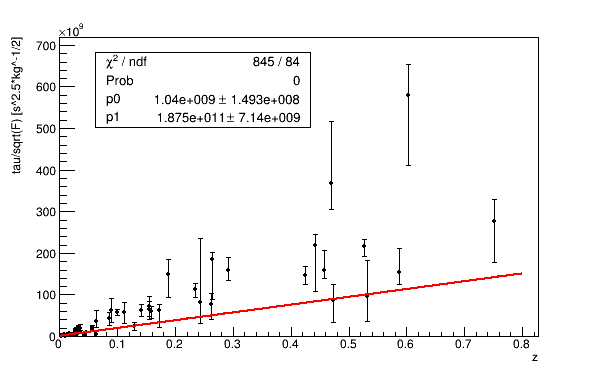 ×10^9
tau/sqrt(F) [s^2.5*kg^-1/2]
χ² / ndf 845 / 84
Prob 0
p0 1.04e+009 ± 1.493e+008
p1 1.875e+011 ± 7.14e+009
700
600
500
400
300
200
100
0
0 0.1 0.2 0.3 0.4 0.5 0.6 0.7 0.8
z